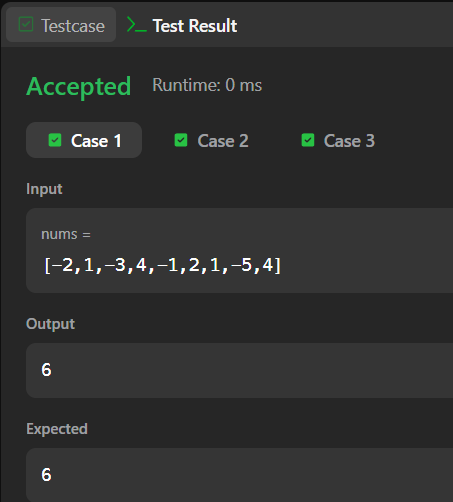 Testcase
Test Result
Accepted Runtime: 0 ms
Case 1 Case 2 Case 3
Input
nums =
[-2,1,-3,4,-1,2,1,-5,4]
Output
6
Expected
6